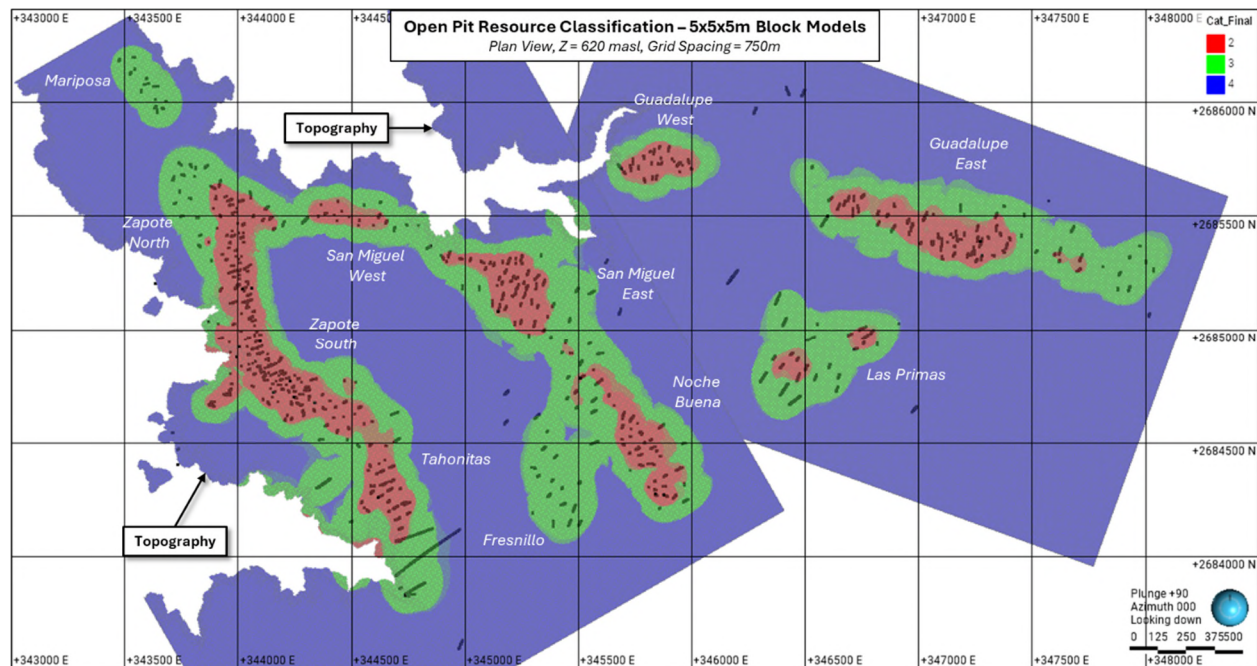 Open Pit Resource Classification – 5x5x5m Block Models
Plan View, Z = 620 masl, Grid Spacing = 750m
+343000 E
+343500 E
+344000 E
+347000 E
+347500 E
+348000 E
Cat_Final
2
3
4
Mariposa
Topography
Guadalupe
West
+2686000 N
Guadalupe
East
Zapote
North
San Miguel
West
+2685500 N
San Miguel
East
Zapote
South
+2685000 N
Las Primas
Noche
Buena
Tahonitas
+2684500 N
Topography
Fresnillo
+2684000 N
Plunge +90
Azimuth 000
Looking down
0 125 250 375500
+343000 E
+343500 E
+344000 E
+344500 E
+345000 E
+345500 E
+346000 E
+346500 E
+347000 E
+347500 E
+348000 E